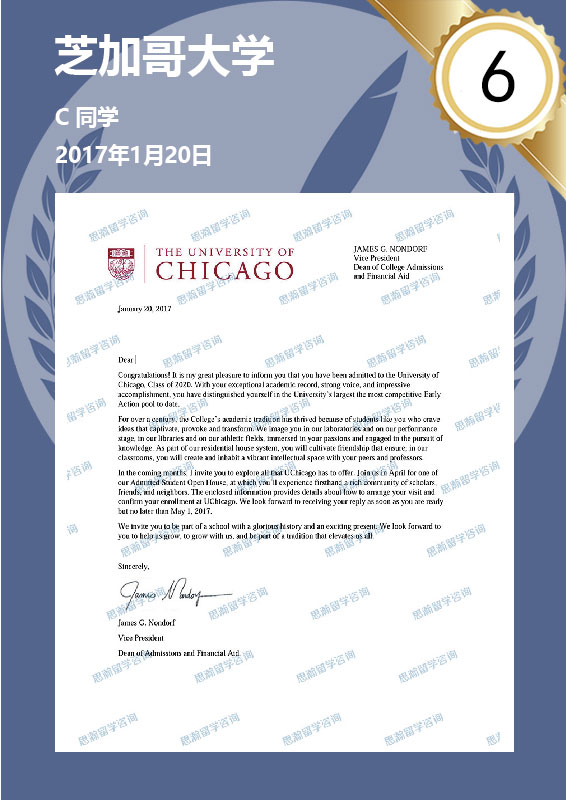 芝加哥大学
6
C 同学
2017年1月20日
THE UNIVERSITY OF
CHICAGO
JAMES G. NONDORF
Vice President
Dean of College Admissions
and Financial Aid
January 20, 2017
Dear
Congratulations! It is my great pleasure to inform you that you have been admitted to the University of
Chicago, Class of 2020. With your exceptional academic record, strong voice, and impressive
accomplishment, you have distinguished yourself in the University's largest the most competitive Early
Action pool to date.
For over a century, the College's academic tradition has thrived because of students like you who crave
ideas that captivate, provoke and transform. We image you in our laboratories and on our performance
stage, in our libraries and on our athletic fields, immersed in your passions and engaged in the pursuit of
knowledge. As part of our residential house system, you will cultivate friendship that ensure; in our
classrooms, you will create and inhabit a vibrant intellectual space with your peers and professors.
In the coming months, I invite you to explore all that UChicago has to offer. Join us in April for one of
our Admitted Student Open House, at which you'll experience firsthand a rich community of scholars,
friends, and neighbors. The enclosed information provides details about how to arrange your visit and
confirm your enrollment at UChicago. We look forward to receiving your reply as soon as you are ready
but no later than May 1, 2017.
We invite you to be part of a school with a glorious history and an exciting present. We look forward to
you to help us grow, to grow with us, and be part of a tradition that elevates us all.
Sincerely,
James G. Nondorf
Vice President
Dean of Admissions and Financial Aid
思瀚留学咨询